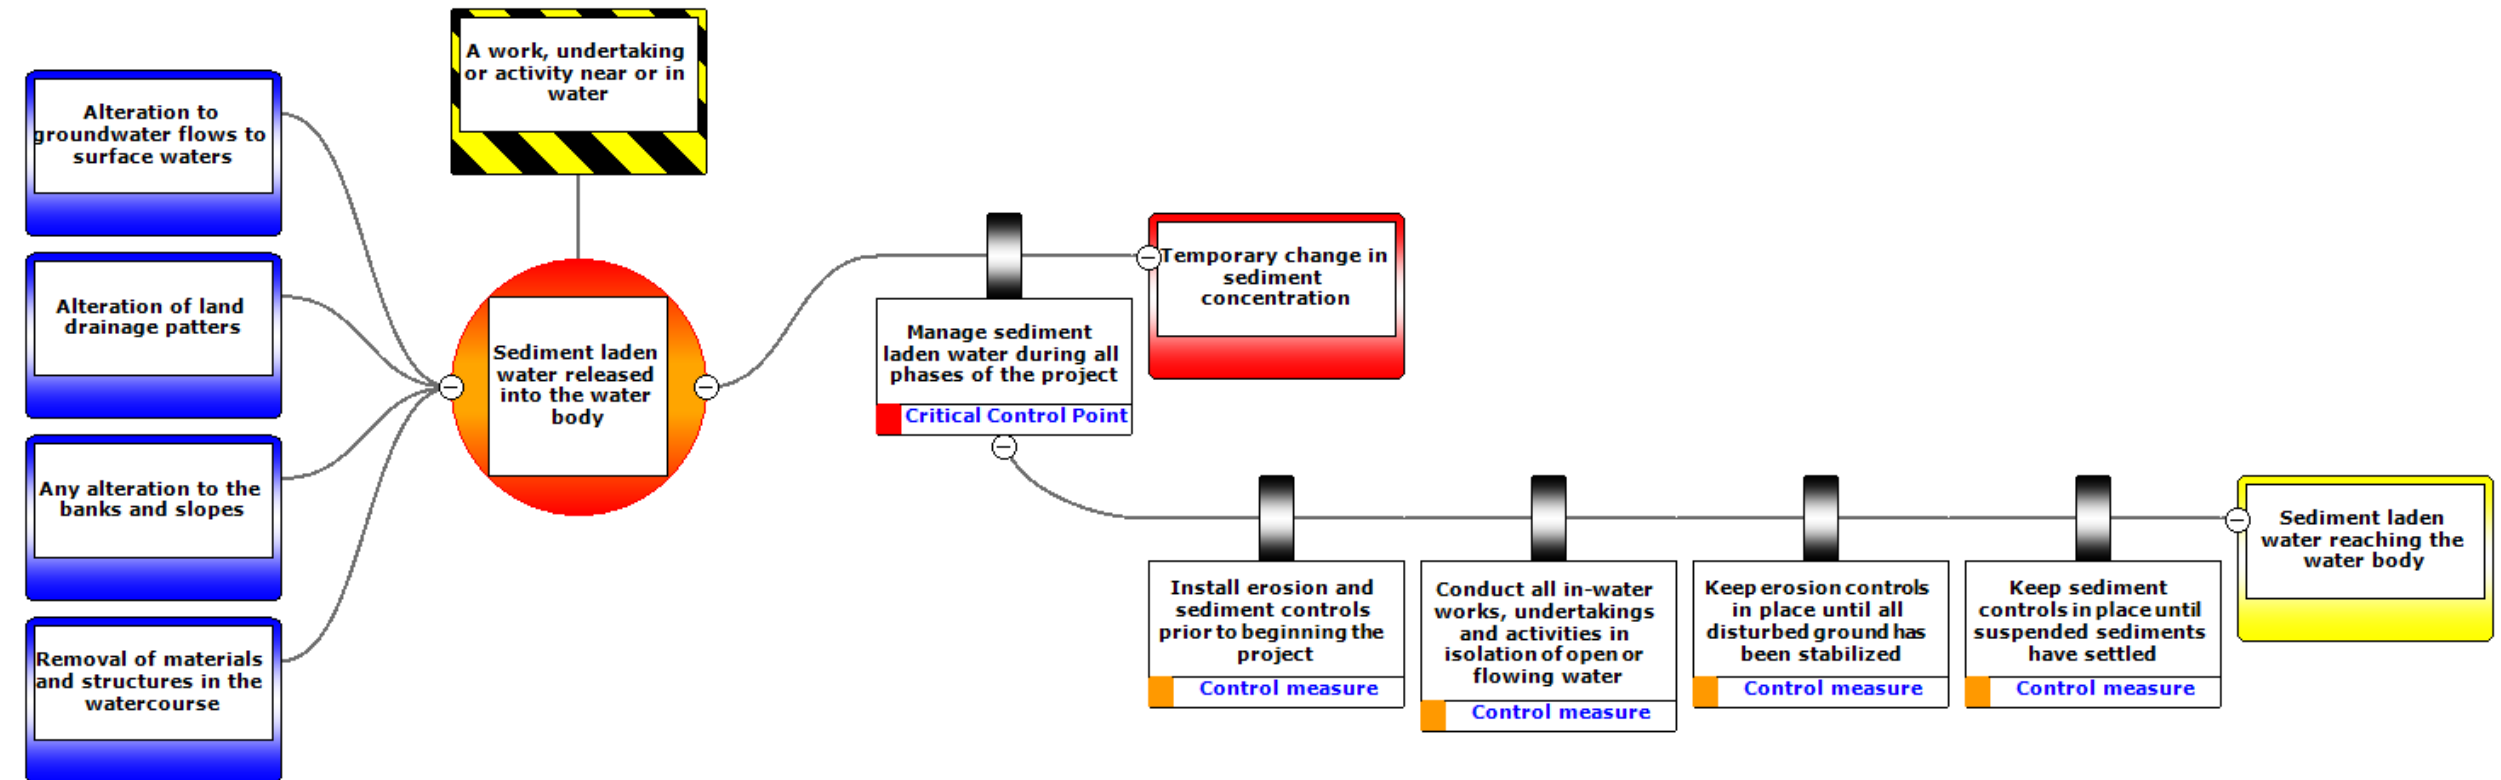 A work, undertaking
or activity near or in
water
Alteration to
groundwater flows to
surface waters
Alteration of land
drainage patters
Any alteration to the
banks and slopes
Removal of materials
and structures in the
watercourse
Sediment laden
water released
into the water
body
Manage sediment
laden water during all
phases of the project
Critical Control Point
Temporary change in
sediment
concentration
Install erosion and
sediment controls
prior to beginning the
project
Control measure
Conduct all in-water
works, undertakings
and activities in
isolation of open or
flowing water
Control measure
Keep erosion controls
in place until all
disturbed ground has
been stabilized
Control measure
Keep sediment
controls in place until
suspended sediments
have settled
Control measure
Sediment laden
water reaching the
water body